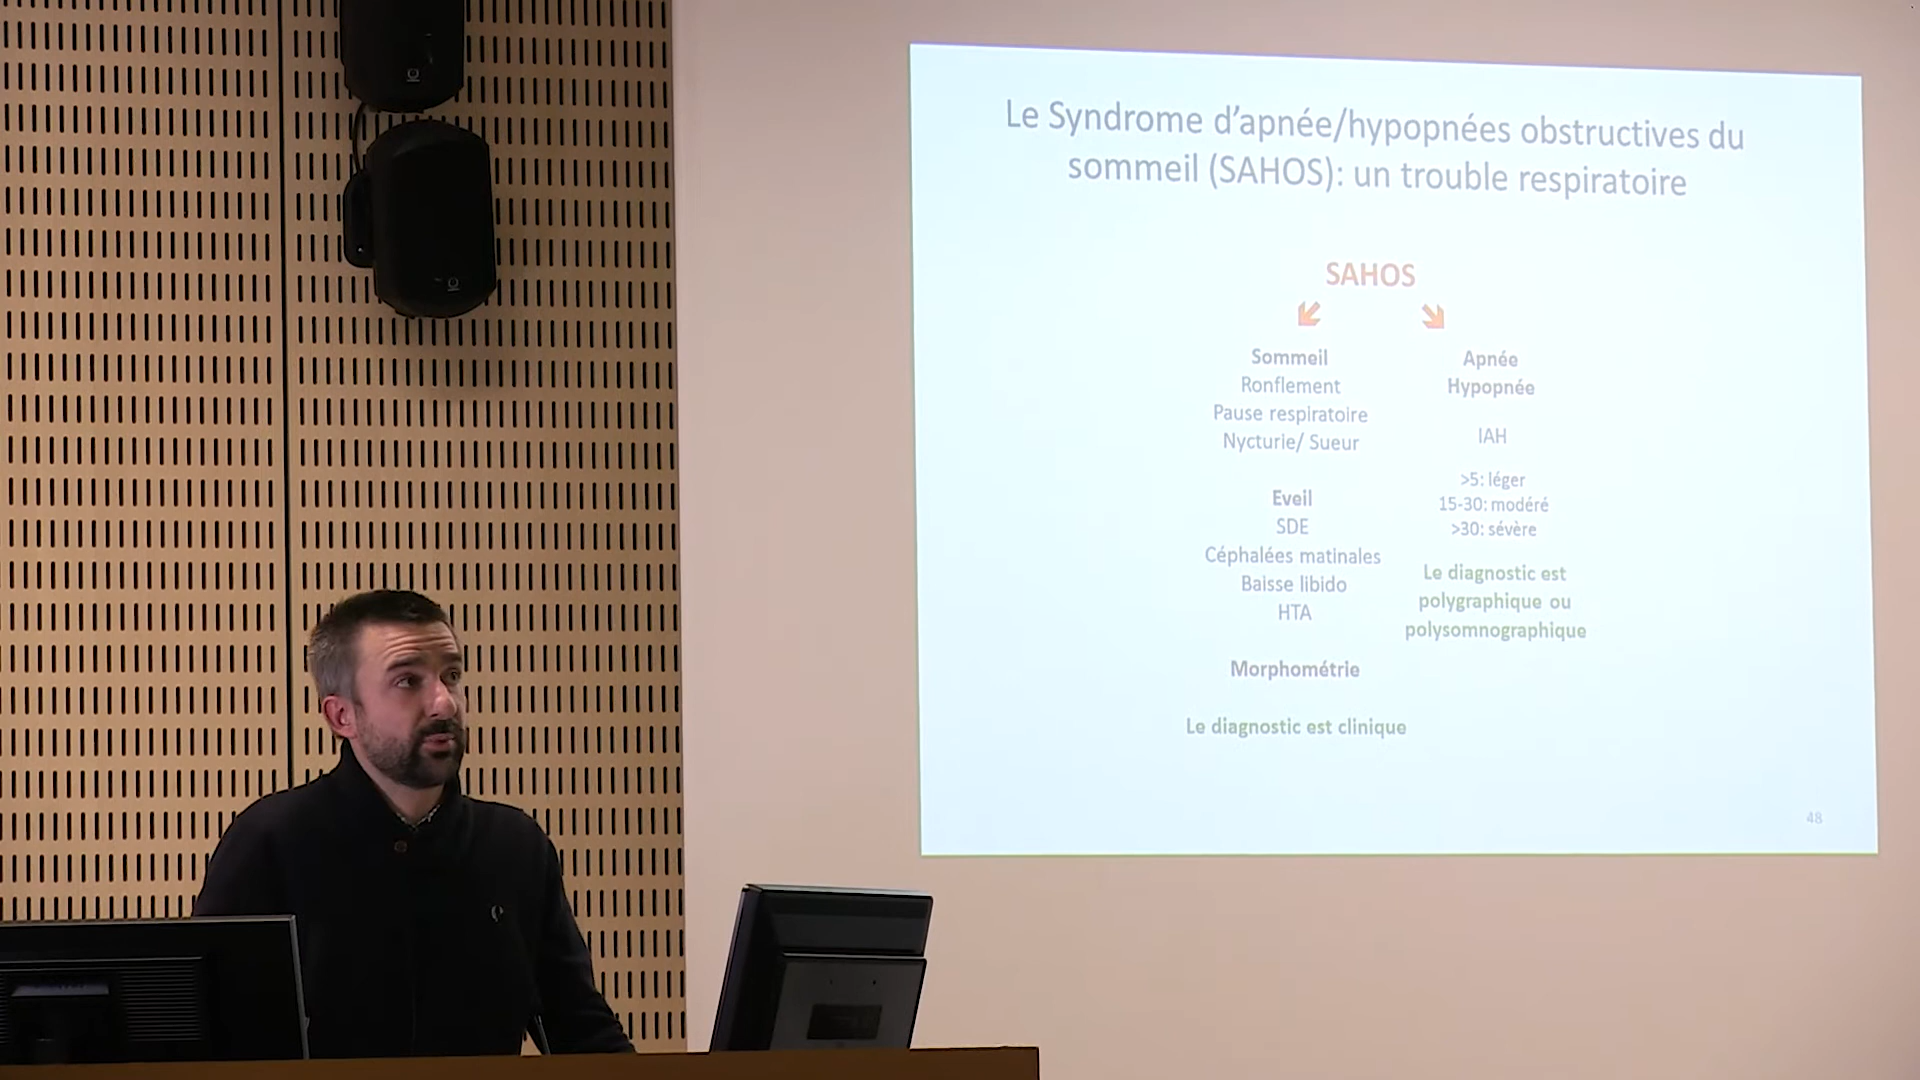 Le Syndrome d'apnée/hypopnées obstructives du
sommeil (SAHOS): un trouble respiratoire
SAHOS
Sommeil
Ronflement
Pause respiratoire
Nycturie/ Sueur
Eveil
SDE
Céphalées matinales
Baisse libido
HTA
Morphométrie
Le diagnostic est clinique
Apnée
Hypopnée
IAH
>5: léger
15-30: modéré
>30: sévère
Le diagnostic est
polygraphique ou
polysomnographique
48